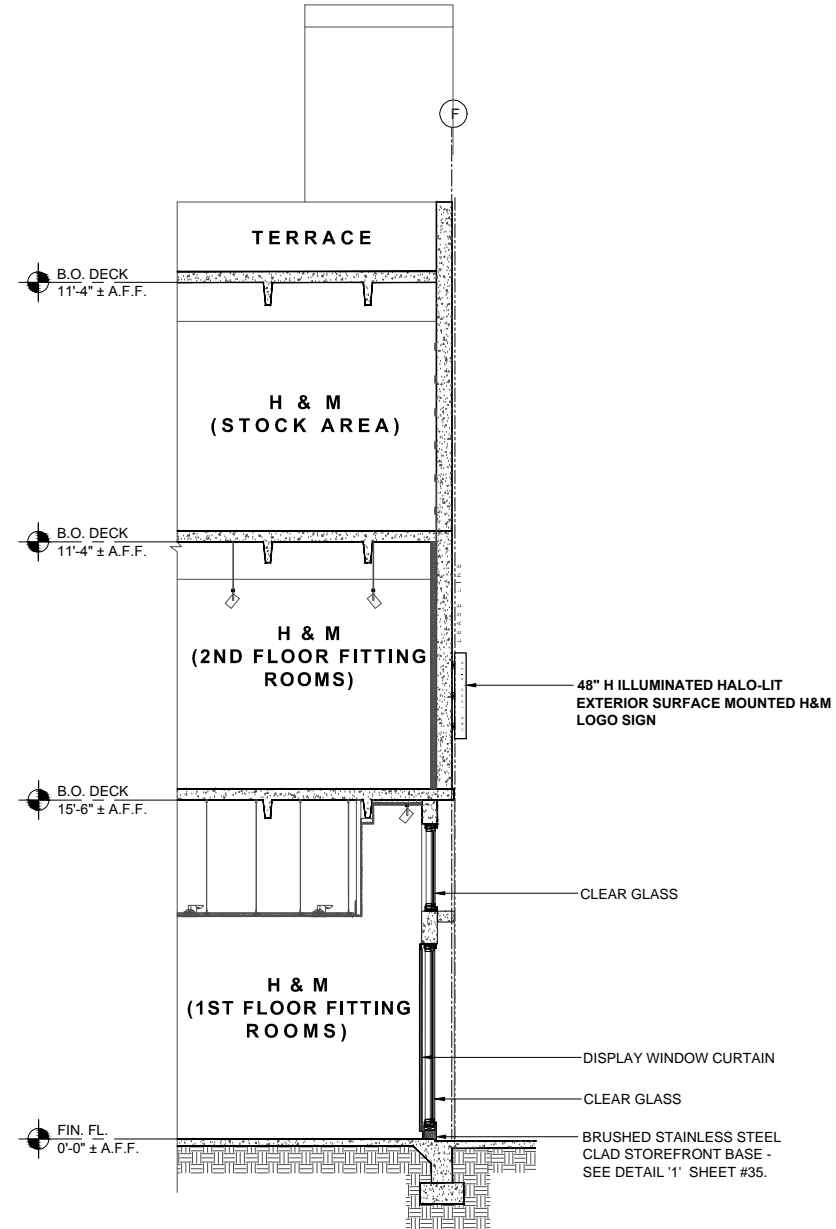 F
TERRACE
B.O. DECK
11'-4" ± A.F.F.
H & M
(STOCK AREA)
B.O. DECK
11'-4" ± A.F.F.
LEASE LINE
H & M
(2ND FLOOR FITTING
ROOMS)
48" H ILLUMINATED HALO-LIT
EXTERIOR SURFACE MOUNTED H&M
LOGO SIGN
B.O. DECK
15'-6" ± A.F.F.
CLEAR GLASS
H & M
(1ST FLOOR FITTING
ROOMS)
DISPLAY WINDOW CURTAIN
CLEAR GLASS
FIN. FL.
0'-0" ± A.F.F.
BRUSHED STAINLESS STEEL
CLAD STOREFRONT BASE -
SEE DETAIL '1' SHEET #35.